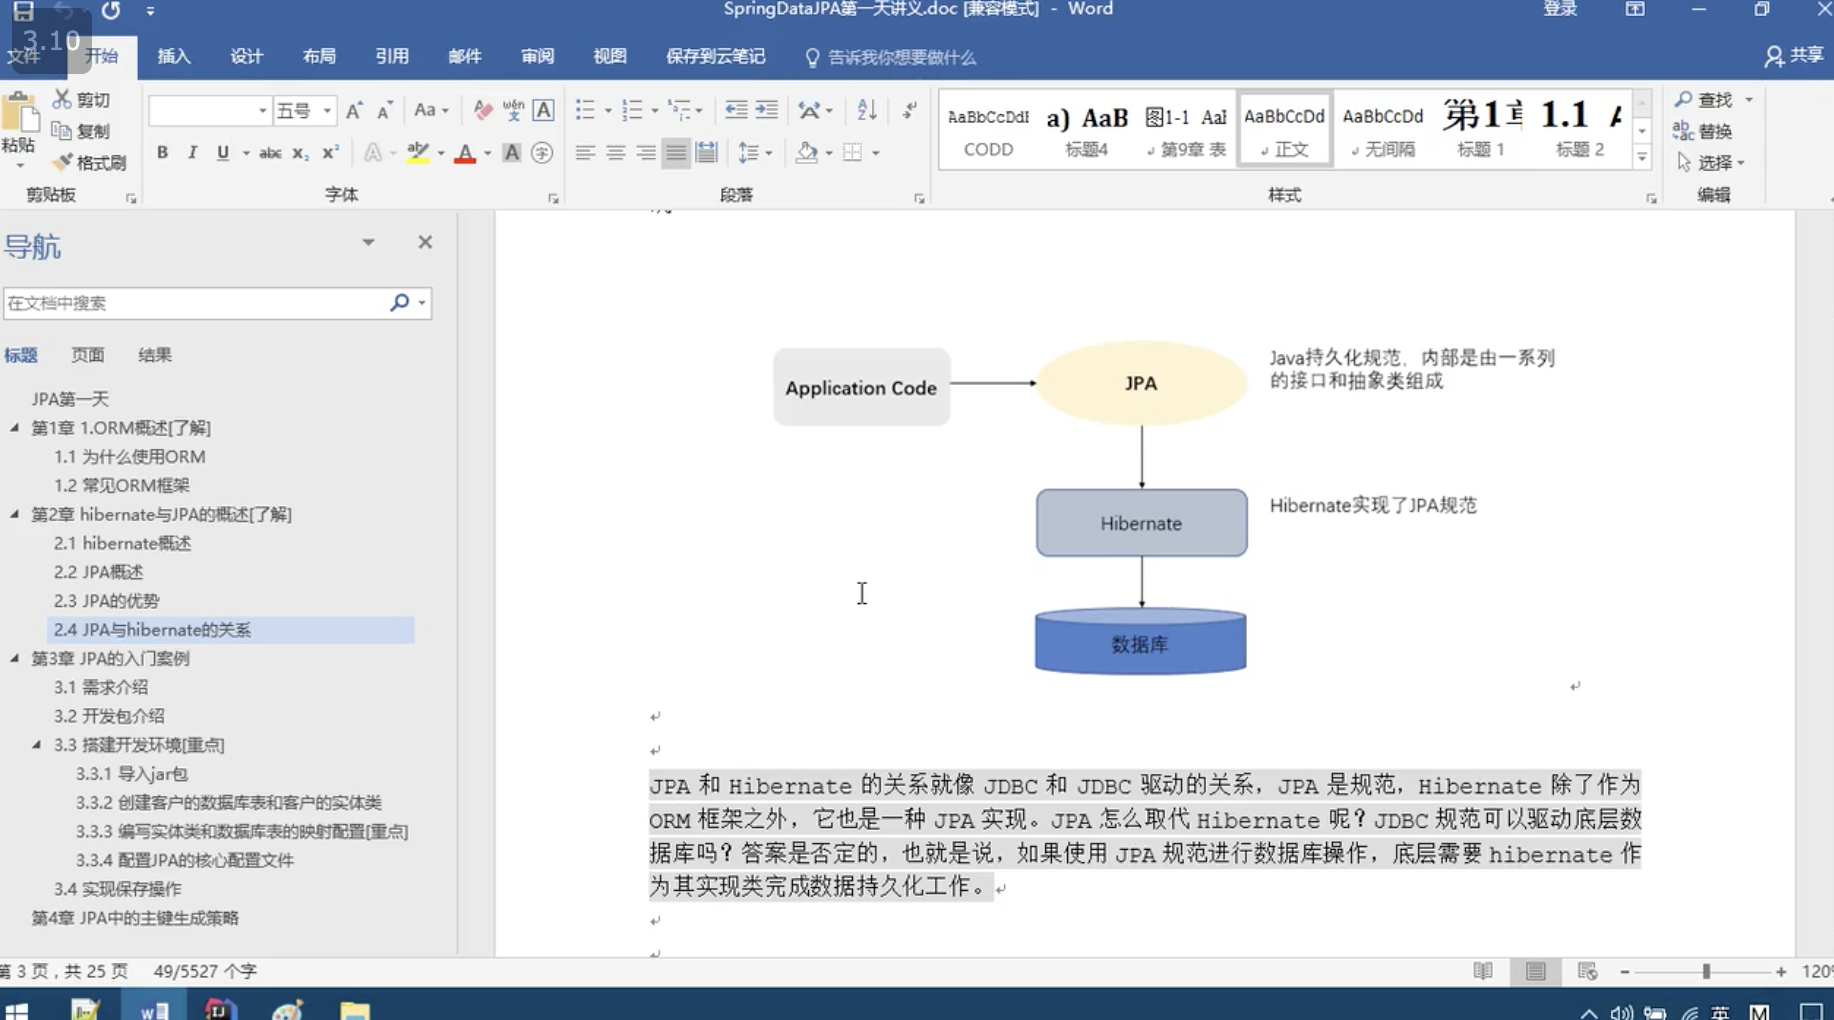 SpringDataJPA第一天讲义.doc [兼容模式] - Word
登录
3.10
文件 开始 插入 设计 布局 引用 邮件 审阅 视图 保存到云笔记 告诉我你想要做什么 共享
粘贴 剪切
复制
格式刷
剪贴板
五号 Aa wén 文 A
B I U abc X₂ X² A ab A A 字
字体
段落
AaBbCcDdE CODD
a) AaB 标题4
图1-1 Aal 第9章 表
AaBbCcDd 正文
AaBbCcDd 无间隔
第1章 标题 1
1.1 标题 2
样式
查找
替换
选择
编辑
导航
在文档中搜索
标题 页面 结果
JPA第一天
第1章 1.ORM概述[了解]
1.1 为什么使用ORM
1.2 常见ORM框架
第2章 hibernate与JPA的概述[了解]
2.1 hibernate概述
2.2 JPA概述
2.3 JPA的优势
2.4 JPA与hibernate的关系
第3章 JPA的入门案例
3.1 需求介绍
3.2 开发包介绍
3.3 搭建开发环境[重点]
3.3.1 导入jar包
3.3.2 创建客户的数据库表和客户的实体类
3.3.3 编写实体类和数据库表的映射配置[重点]
3.3.4 配置JPA的核心配置文件
3.4 实现保存操作
第4章 JPA中的主键生成策略
Application Code
JPA
Java持久化规范，内部是由一系列
的接口和抽象类组成
Hibernate
Hibernate实现了JPA规范
数据库
JPA 和 Hibernate 的关系就像 JDBC 和 JDBC 驱动的关系，JPA 是规范，Hibernate 除了作为
ORM 框架之外，它也是一种 JPA 实现。JPA 怎么取代 Hibernate 呢？JDBC 规范可以驱动底层数
据库吗？答案是否定的，也就是说，如果使用 JPA 规范进行数据库操作，底层需要 hibernate 作
为其实现类完成数据持久化工作。
第 3 页，共 25 页 49/5527 个字
120%
英 M